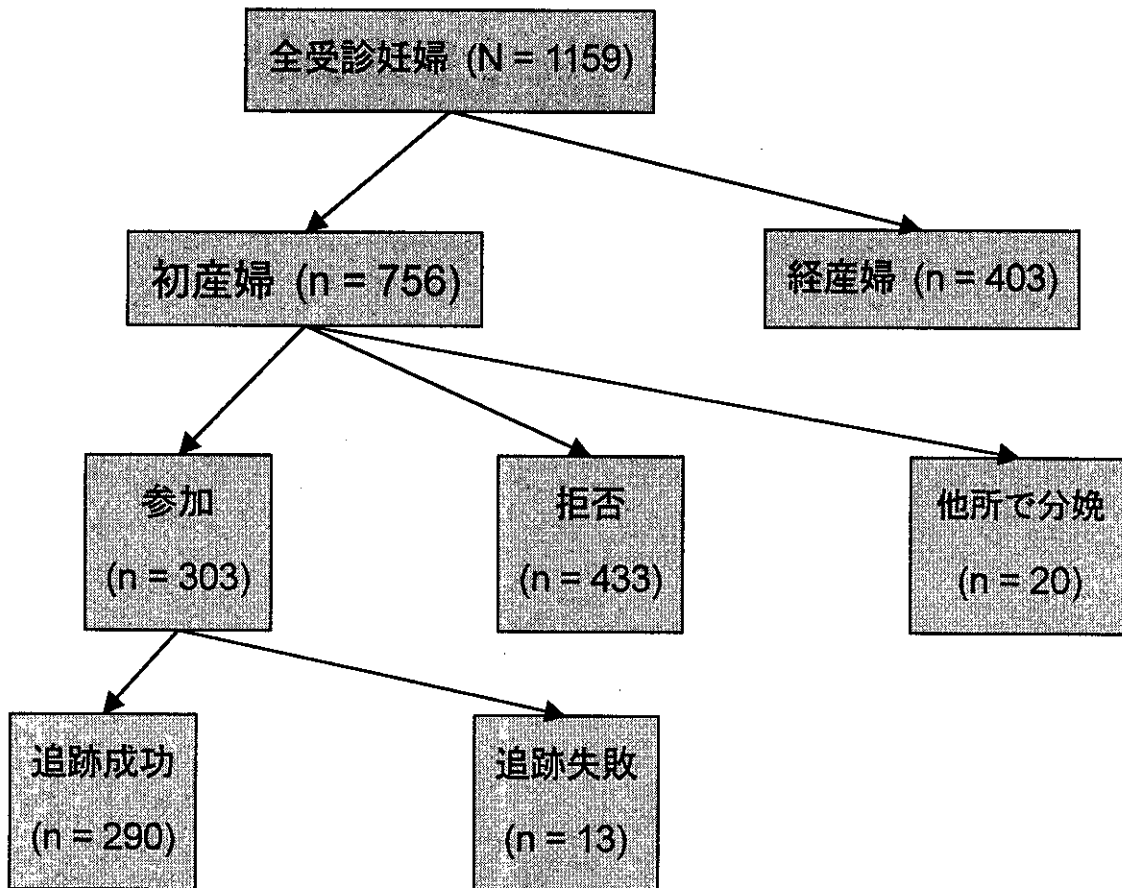 全受診妊婦 (N = 1159)
初産婦 (n = 756)
経産婦 (n = 403)
参加
(n = 303)
拒否
(n = 433)
他所で分娩
(n = 20)
追跡成功
(n = 290)
追跡失敗
(n = 13)